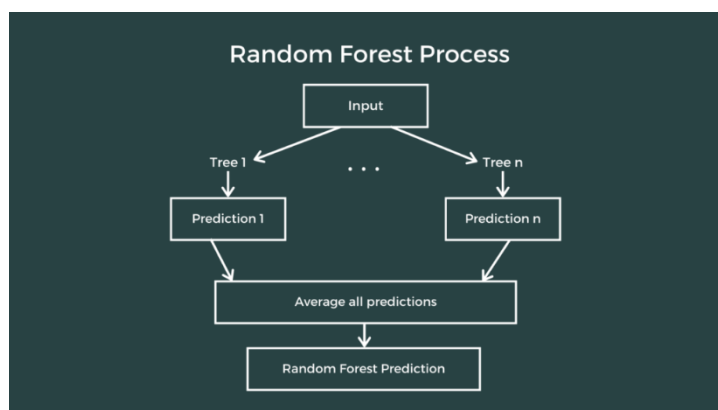 Random Forest Process
Input
Tree 1
. . .
Tree n
Prediction 1
Prediction n
Average all predictions
Random Forest Prediction